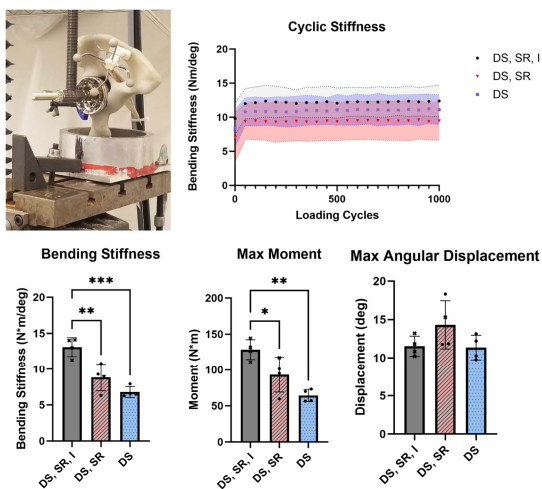 Cyclic Stiffness
Bending Stiffness (Nm/deg)
20
15
10
5
0
0
500
1000
Loading Cycles
DS, SR, I
DS, SR
DS
Bending Stiffness
Bending Stiffness (N*m/deg)
20
15
10
5
0
***
**
DS, SR, I
DS, SR
DS
Max Moment
Moment (N*m)
200
150
100
50
0
**
*
DS, SR, I
DS, SR
DS
Max Angular Displacement
Displacement (deg)
20
15
10
5
0
DS, SR, I
DS, SR
DS